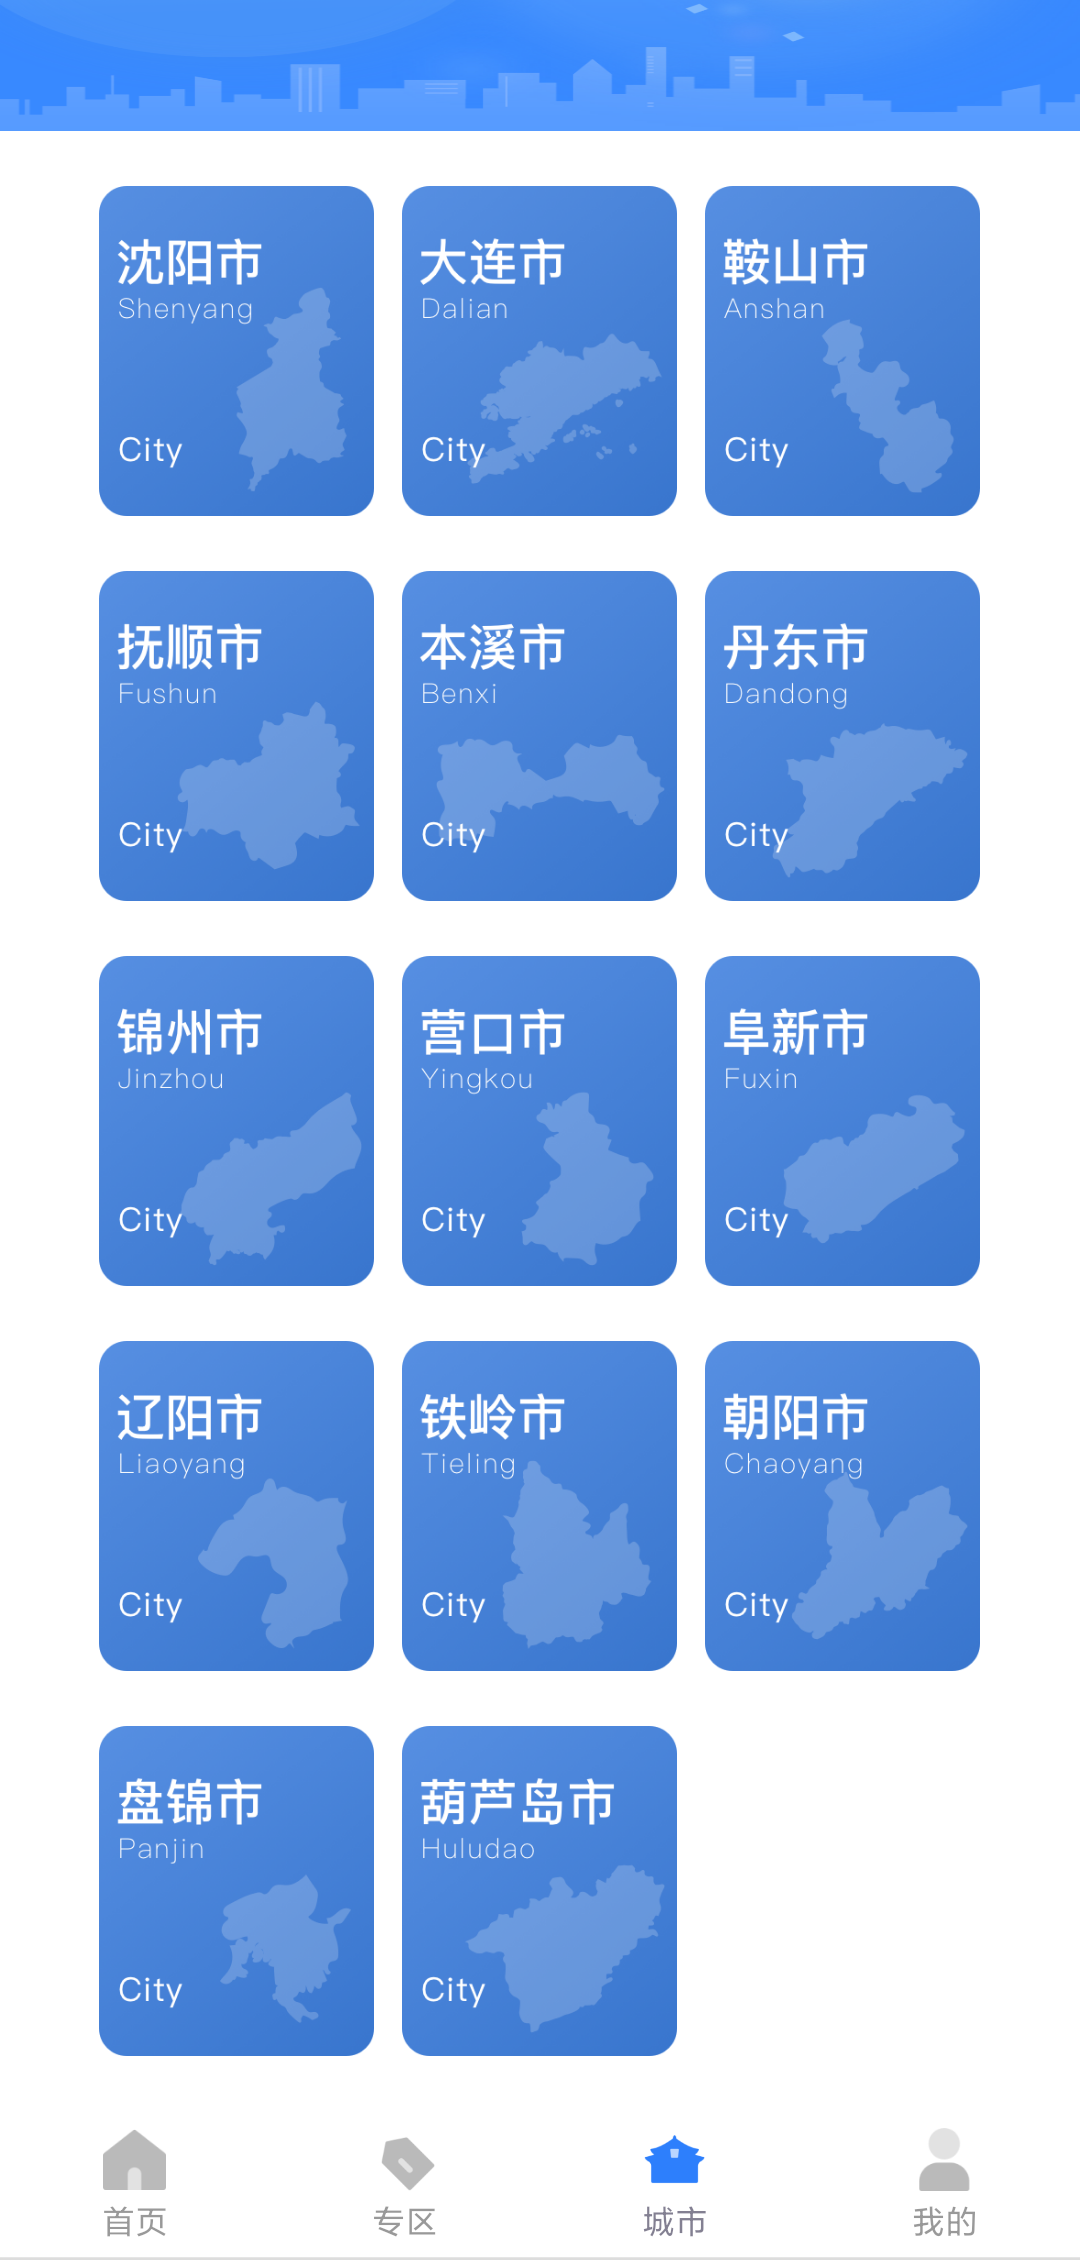 沈阳市
Shenyang
City
大连市
Dalian
City
鞍山市
Anshan
City
抚顺市
Fushun
City
本溪市
Benxi
City
丹东市
Dandong
City
锦州市
Jinzhou
City
营口市
Yingkou
City
阜新市
Fuxin
City
辽阳市
Liaoyang
City
铁岭市
Tieling
City
朝阳市
Chaoyang
City
盘锦市
Panjin
City
葫芦岛市
Huludao
City
首页
专区
城市
我的